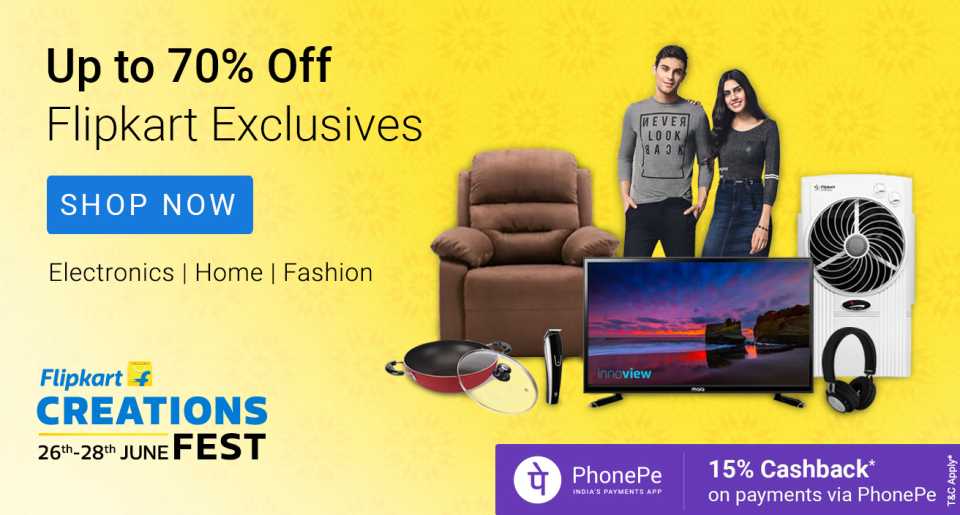 Up to 70% Off
Flipkart Exclusives
SHOP NOW
Electronics | Home | Fashion
Flipkart
CREATIONS
26th-28th JUNE FEST
NEVER
LOOK
BACK
Flipkart
innoview
पे PhonePe
INDIA'S PAYMENTS APP
15% Cashback*
on payments via PhonePe
T&C Apply*